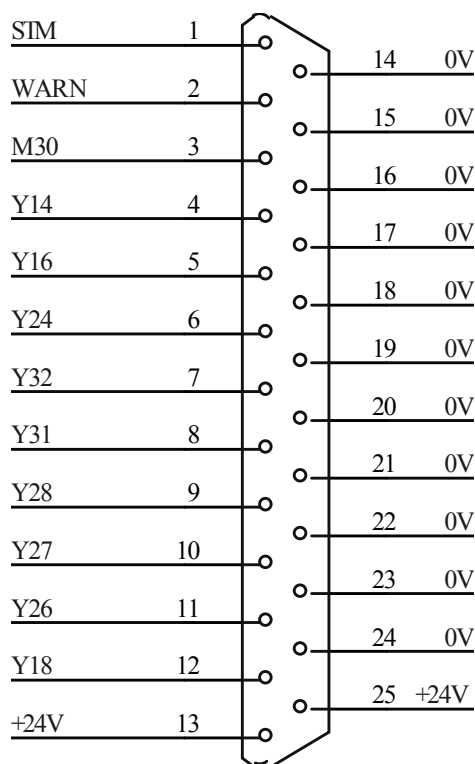 STM 1
14 0V
WARN 2
15 0V
M30 3
16 0V
Y14 4
17 0V
Y16 5
18 0V
Y24 6
19 0V
Y32 7
20 0V
Y31 8
21 0V
Y28 9
22 0V
Y27 10
23 0V
Y26 11
24 0V
Y18 12
25 +24V
+24V 13